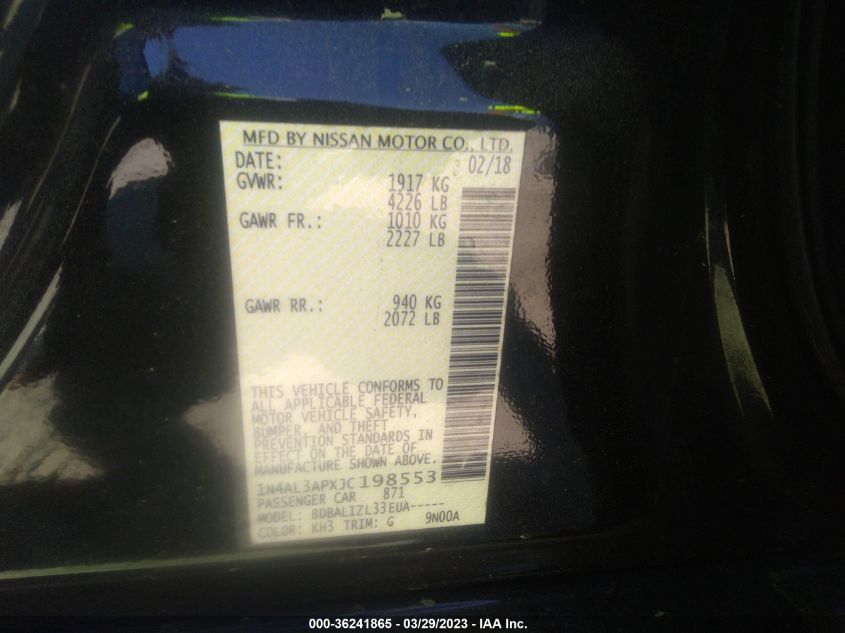 MFD BY NISSAN MOTOR CO., LTD.
DATE: 02/18
GVWR: 1917 KG
4226 LB
GAWR FR.: 1010 KG
2227 LB
GAWR RR.: 940 KG
2072 LB
THIS VEHICLE CONFORMS TO
ALL APPLICABLE FEDERAL
MOTOR VEHICLE SAFETY,
BUMPER, AND THEFT
PREVENTION STANDARDS IN
EFFECT ON THE DATE OF
MANUFACTURE SHOWN ABOVE.
1N4AL3APXJC198553
PASSENGER CAR 871
MODEL: BDBALIZL33EUA-----
COLOR: KH3 TRIM: G 9N00A
000-36241865 - 03/29/2023 - IAA Inc.